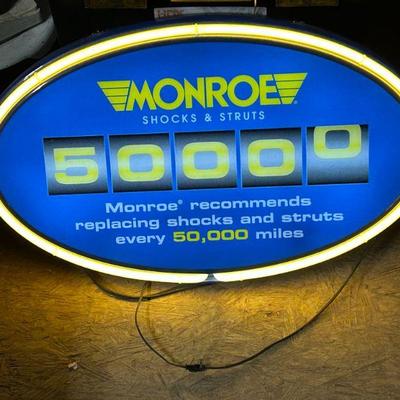 MONROE®
SHOCKS & STRUTS
50000
Monroe® recommends
replacing shocks and struts
every 50,000 miles